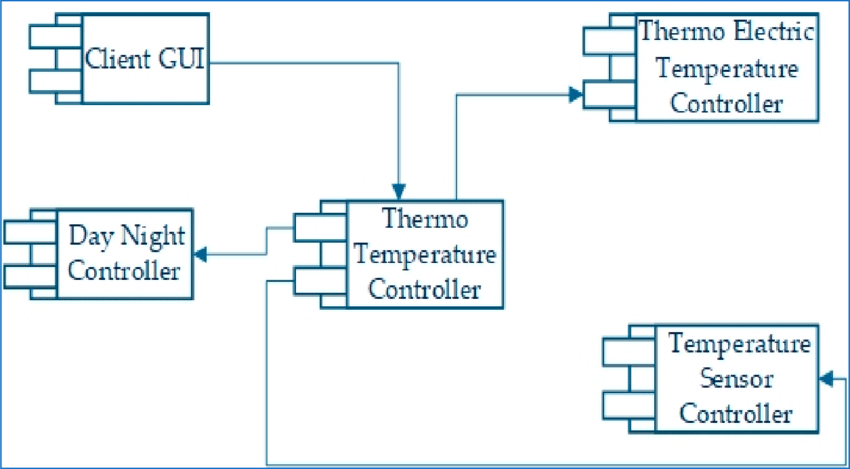 Client GUI
Thermo Electric
Temperature
Controller
Day Night
Controller
Thermo
Temperature
Controller
Temperature
Sensor
Controller